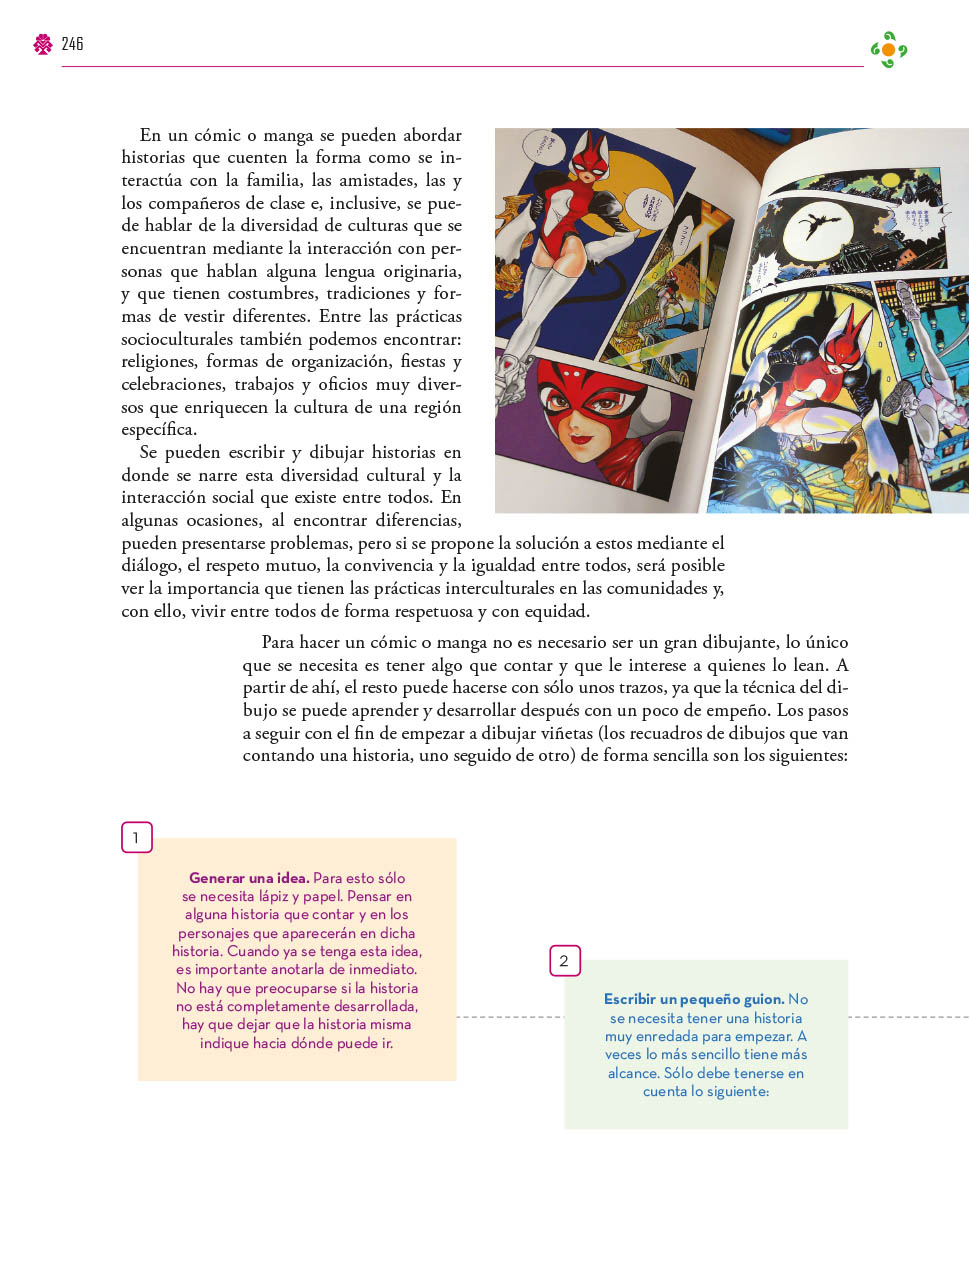 246
En un cómic o manga se pueden abordar
historias que cuenten la forma como se in-
teractúa con la familia, las amistades, las y
los compañeros de clase e, inclusive, se pue-
de hablar de la diversidad de culturas que se
encuentran mediante la interacción con per-
sonas que hablan alguna lengua originaria,
y que tienen costumbres, tradiciones y for-
mas de vestir diferentes. Entre las prácticas
socioculturales también podemos encontrar:
religiones, formas de organización, fiestas y
celebraciones, trabajos y oficios muy diver-
sos que enriquecen la cultura de una región
específica.
Se pueden escribir y dibujar historias en
donde se narre esta diversidad cultural y la
interacción social que existe entre todos. En
algunas ocasiones, al encontrar diferencias,
pueden presentarse problemas, pero si se propone la solución a estos mediante el
diálogo, el respeto mutuo, la convivencia y la igualdad entre todos, será posible
ver la importancia que tienen las prácticas interculturales en las comunidades y,
con ello, vivir entre todos de forma respetuosa y con equidad.
Para hacer un cómic o manga no es necesario ser un gran dibujante, lo único
que se necesita es tener algo que contar y que le interese a quienes lo lean. A
partir de ahí, el resto puede hacerse con sólo unos trazos, ya que la técnica del di-
bujo se puede aprender y desarrollar después con un poco de empeño. Los pasos
a seguir con el fin de empezar a dibujar viñetas (los recuadros de dibujos que van
contando una historia, uno seguido de otro) de forma sencilla son los siguientes:
1
Generar una idea. Para esto sólo
se necesita lápiz y papel. Pensar en
alguna historia que contar y en los
personajes que aparecerán en dicha
historia. Cuando ya se tenga esta idea,
es importante anotarla de inmediato.
No hay que preocuparse si la historia
no está completamente desarrollada,
hay que dejar que la historia misma
indique hacia dónde puede ir.
2
Escribir un pequeño guion. No
se necesita tener una historia
muy enredada para empezar. A
veces lo más sencillo tiene más
alcance. Sólo debe tenerse en
cuenta lo siguiente: